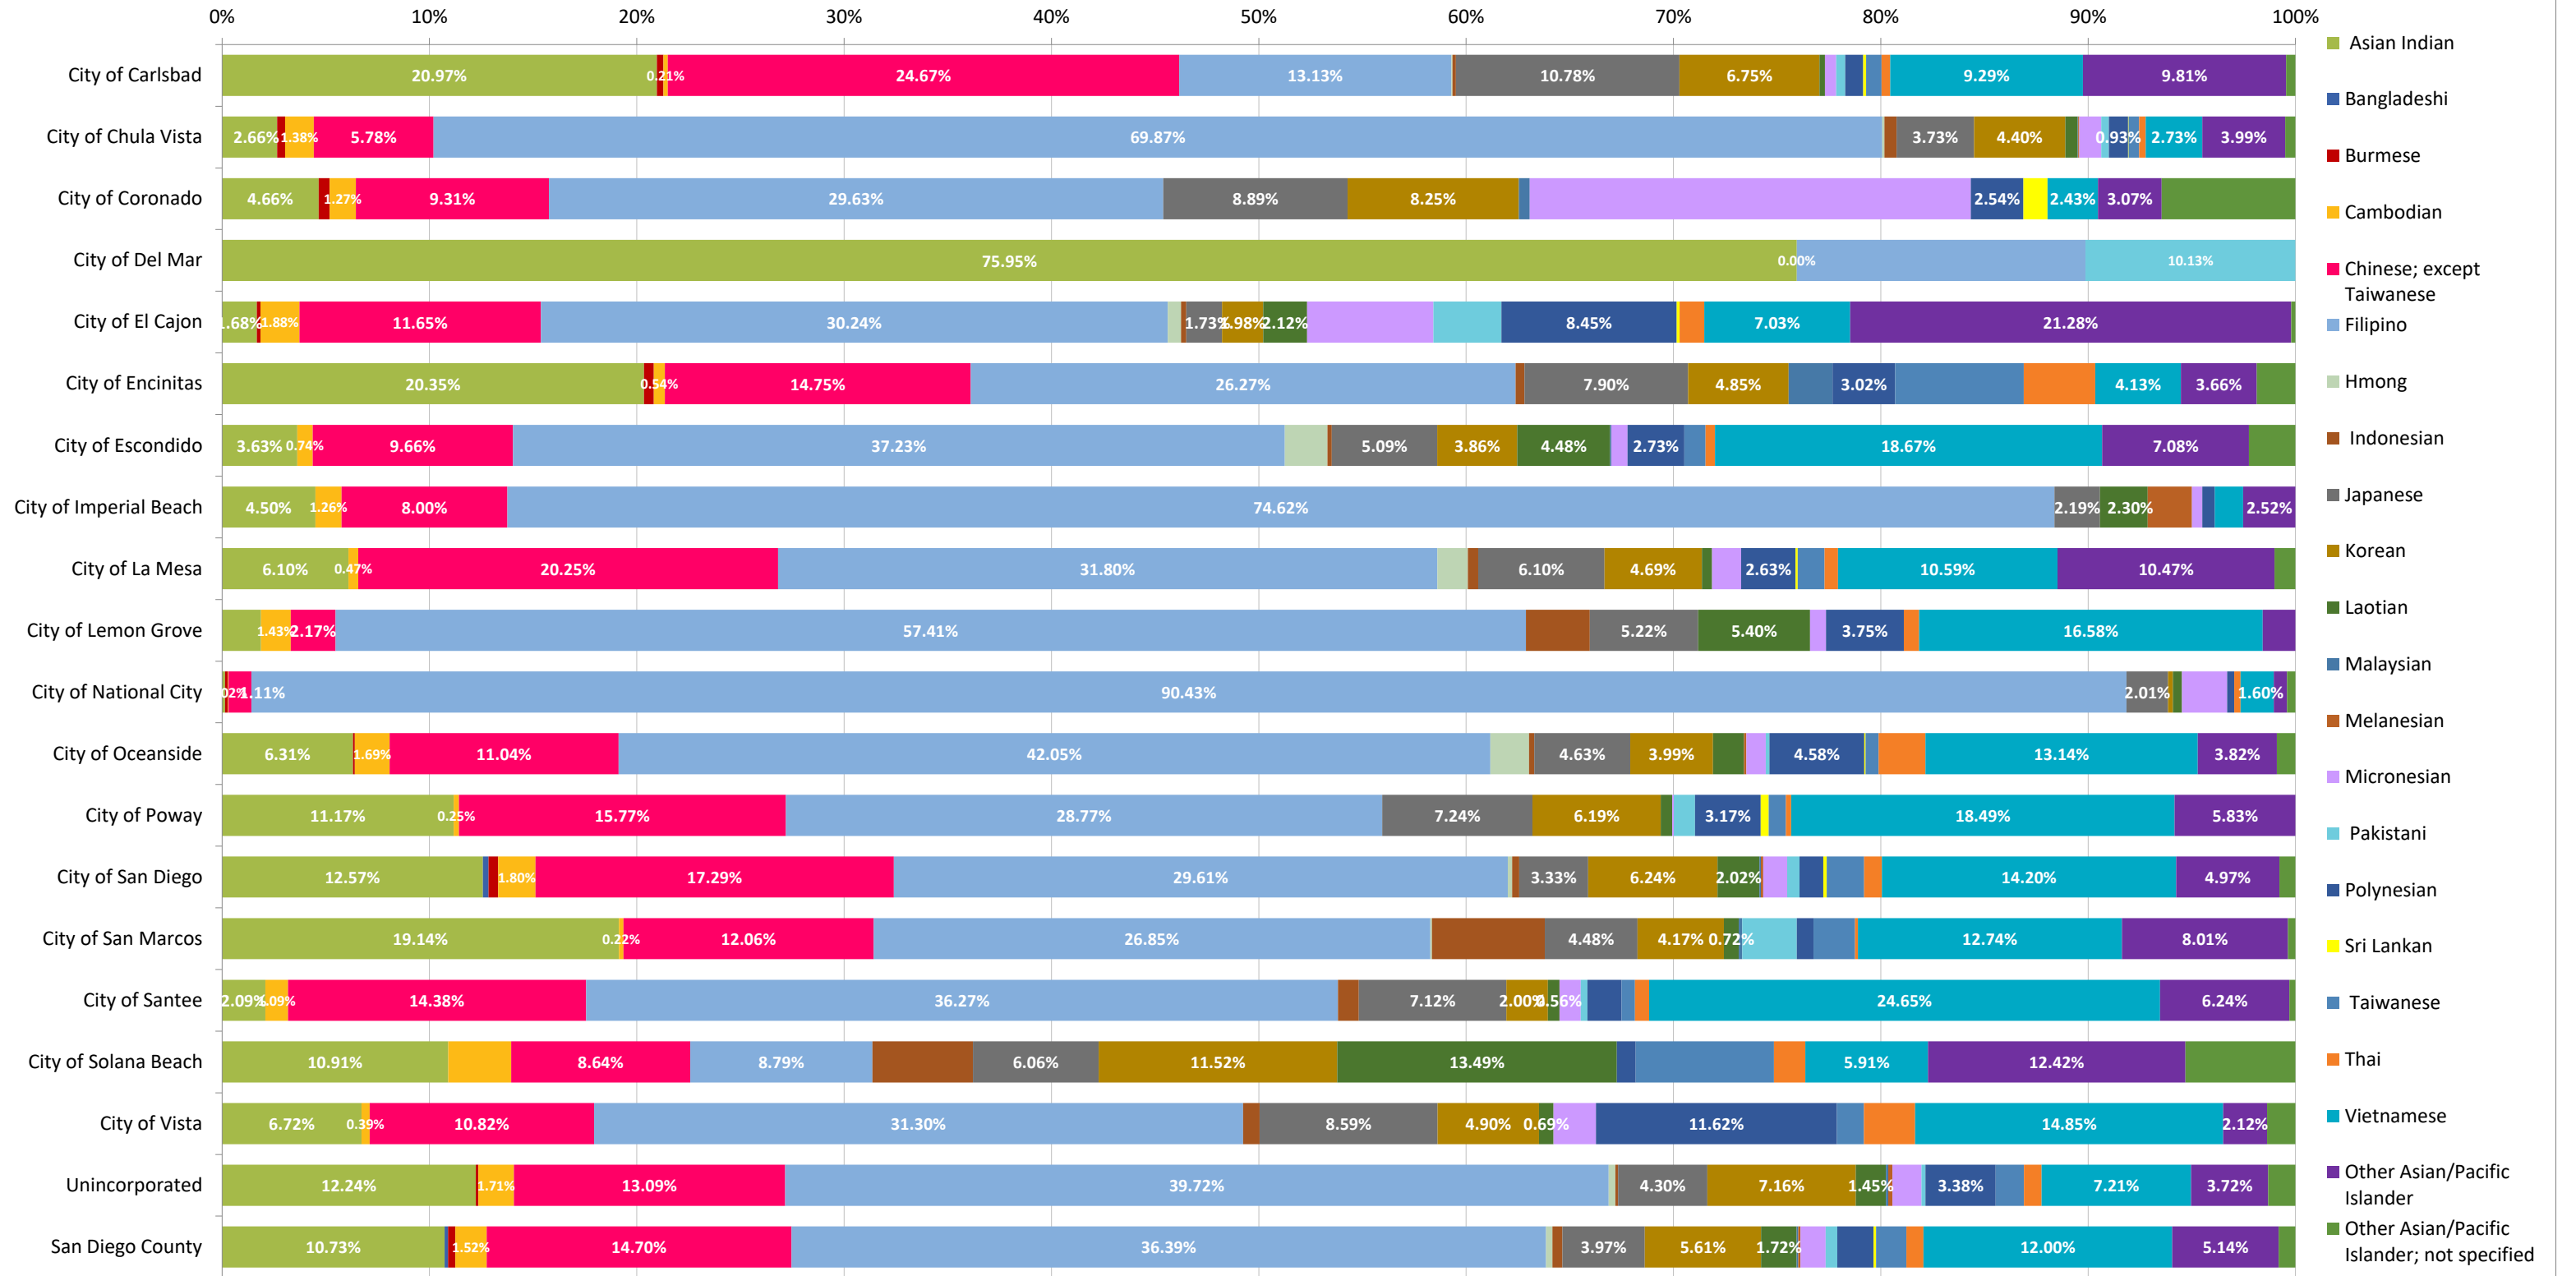 0% 10% 20% 30% 40% 50% 60% 70% 80% 90% 100%
City of Carlsbad 20.97% 0.21% 24.67% 13.13% 10.78% 6.75% 9.29% 9.81%
City of Chula Vista 2.66% 1.38% 5.78% 69.87% 3.73% 4.40% 0.93% 2.73% 3.99%
City of Coronado 4.66% 1.27% 9.31% 29.63% 8.89% 8.25% 2.54% 2.43% 3.07%
City of Del Mar 75.95% 0.00% 10.13%
City of El Cajon 1.88% 11.65% 30.24% 1.73% 2.12% 8.45% 7.03% 21.28%
City of Encinitas 20.35% 0.54% 14.75% 26.27% 7.90% 4.85% 3.02% 4.13% 3.66%
City of Escondido 3.63% 0.74% 9.66% 37.23% 5.09% 3.86% 4.48% 2.73% 18.67% 7.08%
City of Imperial Beach 4.50% 1.26% 8.00% 74.62% 2.19% 2.30% 2.52%
City of La Mesa 6.10% 0.47% 20.25% 31.80% 6.10% 4.69% 2.63% 10.59% 10.47%
City of Lemon Grove 1.43% 2.17% 57.41% 5.22% 5.40% 3.75% 16.58%
City of National City 90.43% 2.01% 1.60%
City of Oceanside 6.31% 1.69% 11.04% 42.05% 4.63% 3.99% 4.58% 13.14% 3.82%
City of Poway 11.17% 0.25% 15.77% 28.77% 7.24% 6.19% 3.17% 18.49% 5.83%
City of San Diego 12.57% 1.80% 17.29% 29.61% 3.33% 6.24% 2.02% 14.20% 4.97%
City of San Marcos 19.14% 0.22% 12.06% 26.85% 4.48% 4.17% 0.72% 12.74% 8.01%
City of Santee 2.09% 14.38% 36.27% 7.12% 2.00% 0.56% 24.65% 6.24%
City of Solana Beach 10.91% 8.64% 8.79% 6.06% 11.52% 13.49% 5.91% 12.42%
City of Vista 6.72% 0.39% 10.82% 31.30% 8.59% 4.90% 0.69% 11.62% 14.85% 2.12%
Unincorporated 12.24% 1.71% 13.09% 39.72% 4.30% 7.16% 1.45% 3.38% 7.21% 3.72%
San Diego County 10.73% 1.52% 14.70% 36.39% 3.97% 5.61% 1.72% 12.00% 5.14%
Asian Indian
Bangladeshi
Burmese
Cambodian
Chinese; except
Taiwanese
Filipino
Hmong
Indonesian
Japanese
Korean
Laotian
Malaysian
Melanesian
Micronesian
Pakistani
Polynesian
Sri Lankan
Taiwanese
Thai
Vietnamese
Other Asian/Pacific
Islander
Other Asian/Pacific
Islander; not specified